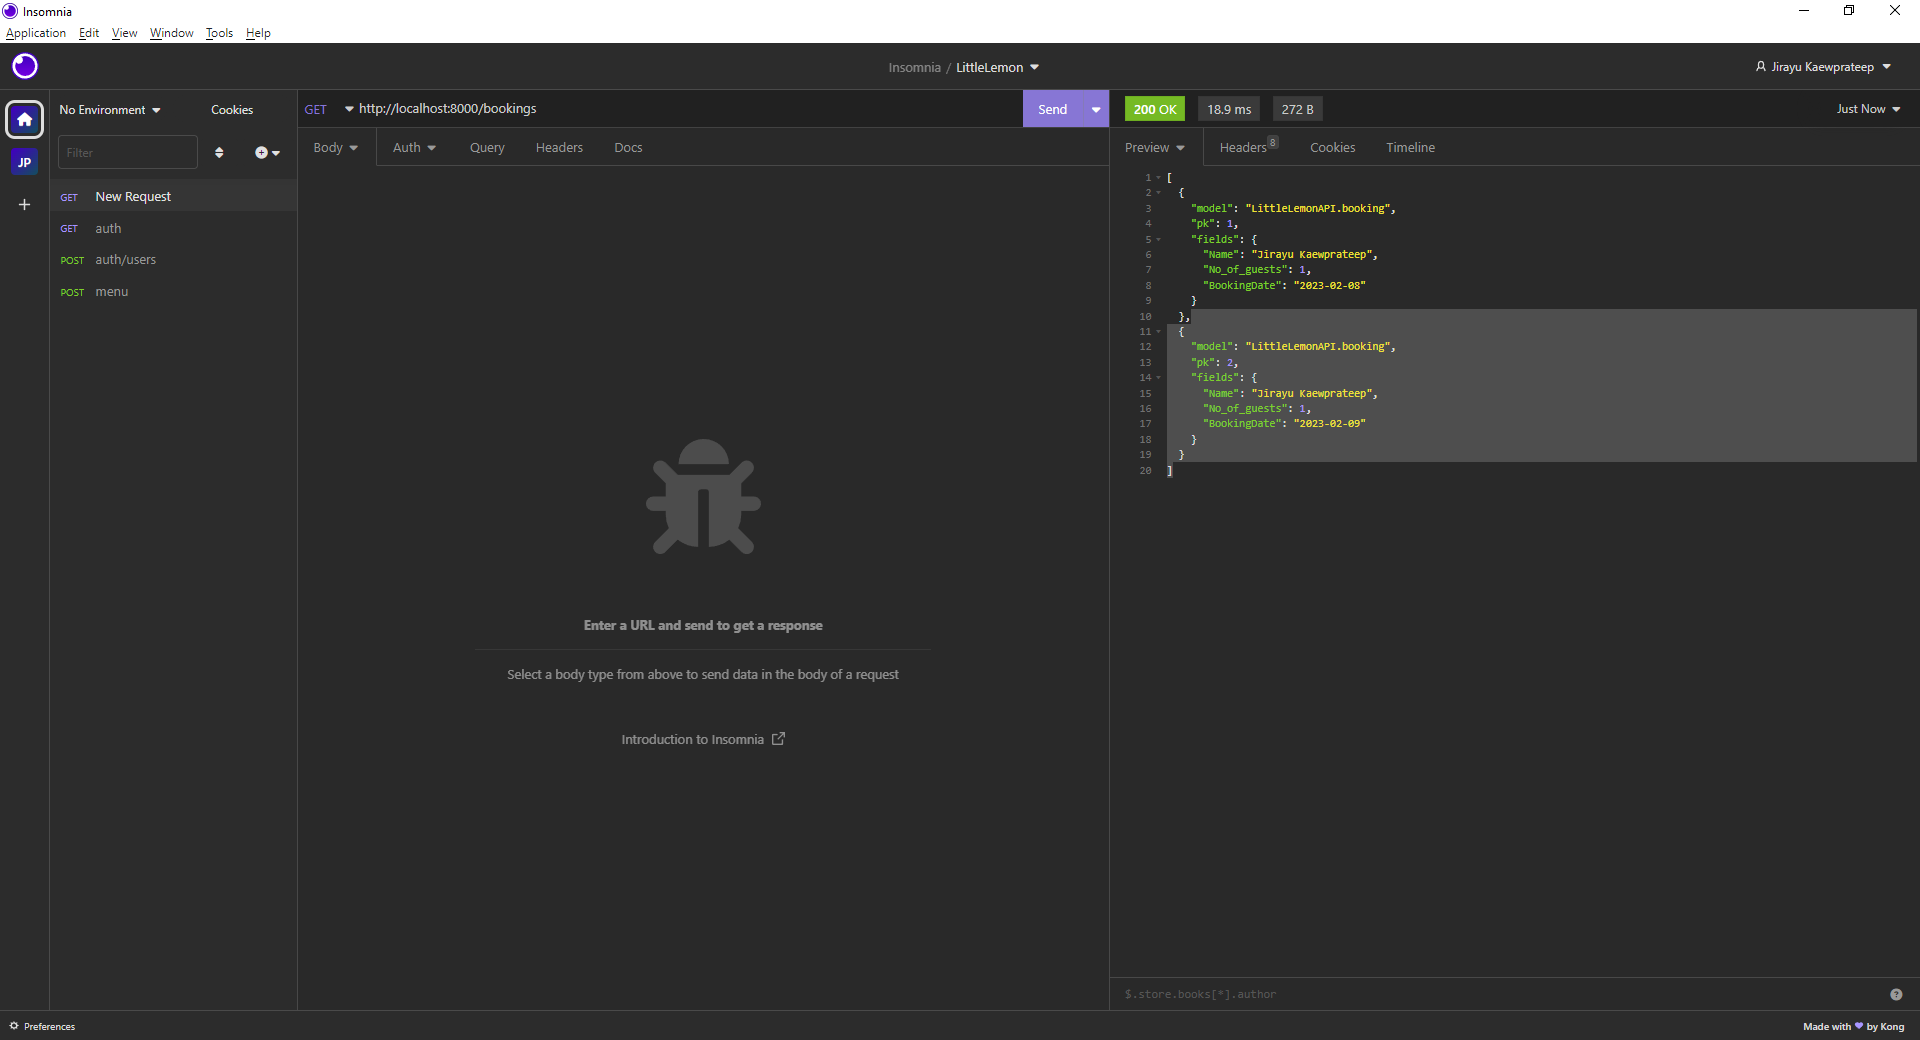 Insomnia
Application Edit View Window Tools Help
Insomnia / LittleLemon
Jirayu Kaewprateep
No Environment
Cookies
GET http://localhost:8000/bookings
Send
200 OK
18.9 ms
272 B
Just Now
JP
Filter
Body
Auth
Query
Headers
Docs
Preview
Headers 8
Cookies
Timeline
GET New Request
GET auth
POST auth/users
POST menu
Enter a URL and send to get a response
Select a body type from above to send data in the body of a request
Introduction to Insomnia
1 [
2 {
3 "model": "LittleLemonAPI.booking",
4 "pk": 1,
5 "fields": {
6 "Name": "Jirayu Kaewprateep",
7 "No_of_guests": 1,
8 "BookingDate": "2023-02-08"
9 }
10 },
11 {
12 "model": "LittleLemonAPI.booking",
13 "pk": 2,
14 "fields": {
15 "Name": "Jirayu Kaewprateep",
16 "No_of_guests": 1,
17 "BookingDate": "2023-02-09"
18 }
19 }
20 ]
$.store.books[*].author
Preferences
Made with ♥ by Kong